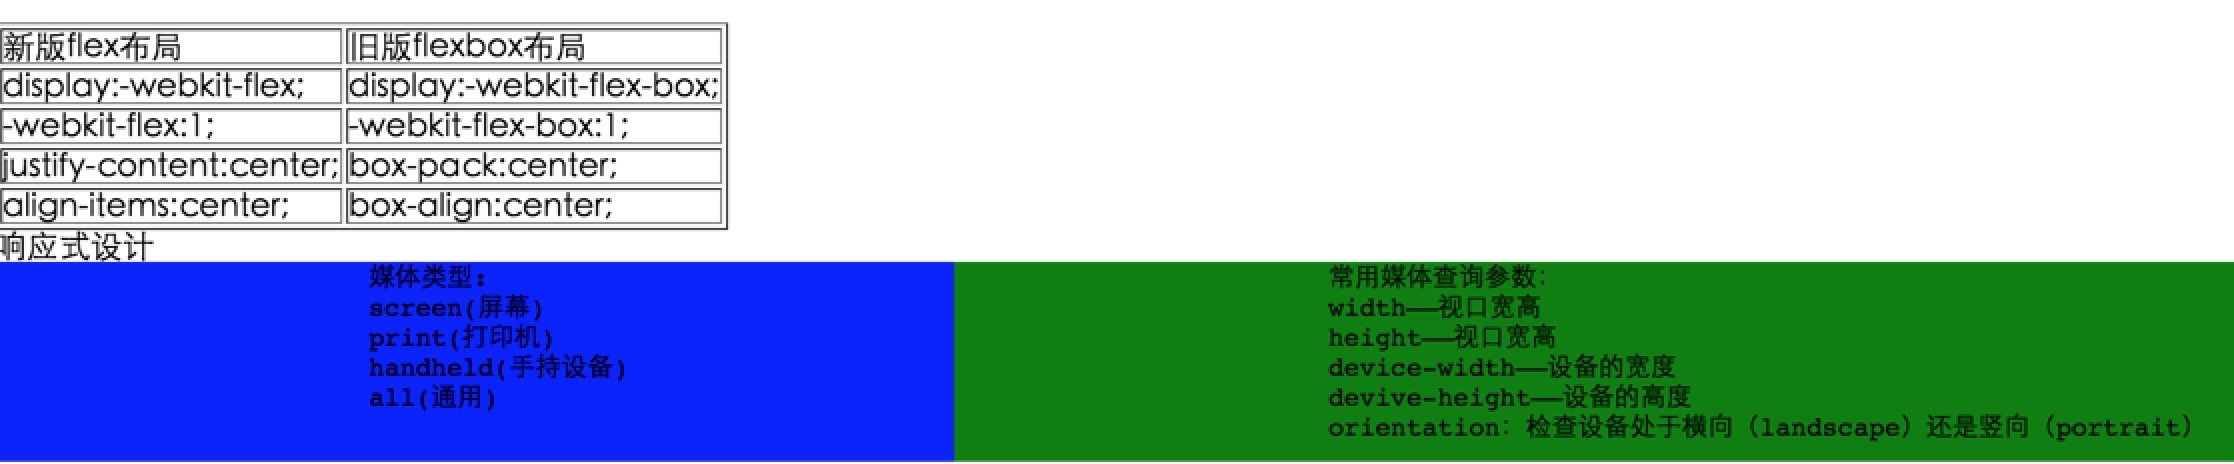 新版flex布局 旧版flexbox布局
display:-webkit-flex; display:-webkit-flex-box;
-webkit-flex:1; -webkit-flex-box:1;
justify-content:center; box-pack:center;
align-items:center; box-align:center;
响应式设计
媒体类型:
screen(屏幕)
print(打印机)
handheld(手持设备)
all(通用)
常用媒体查询参数:
width——视口宽高
height——视口宽高
device-width——设备的宽度
devive-height——设备的高度
orientation: 检查设备处于横向（landscape）还是竖向（portrait）